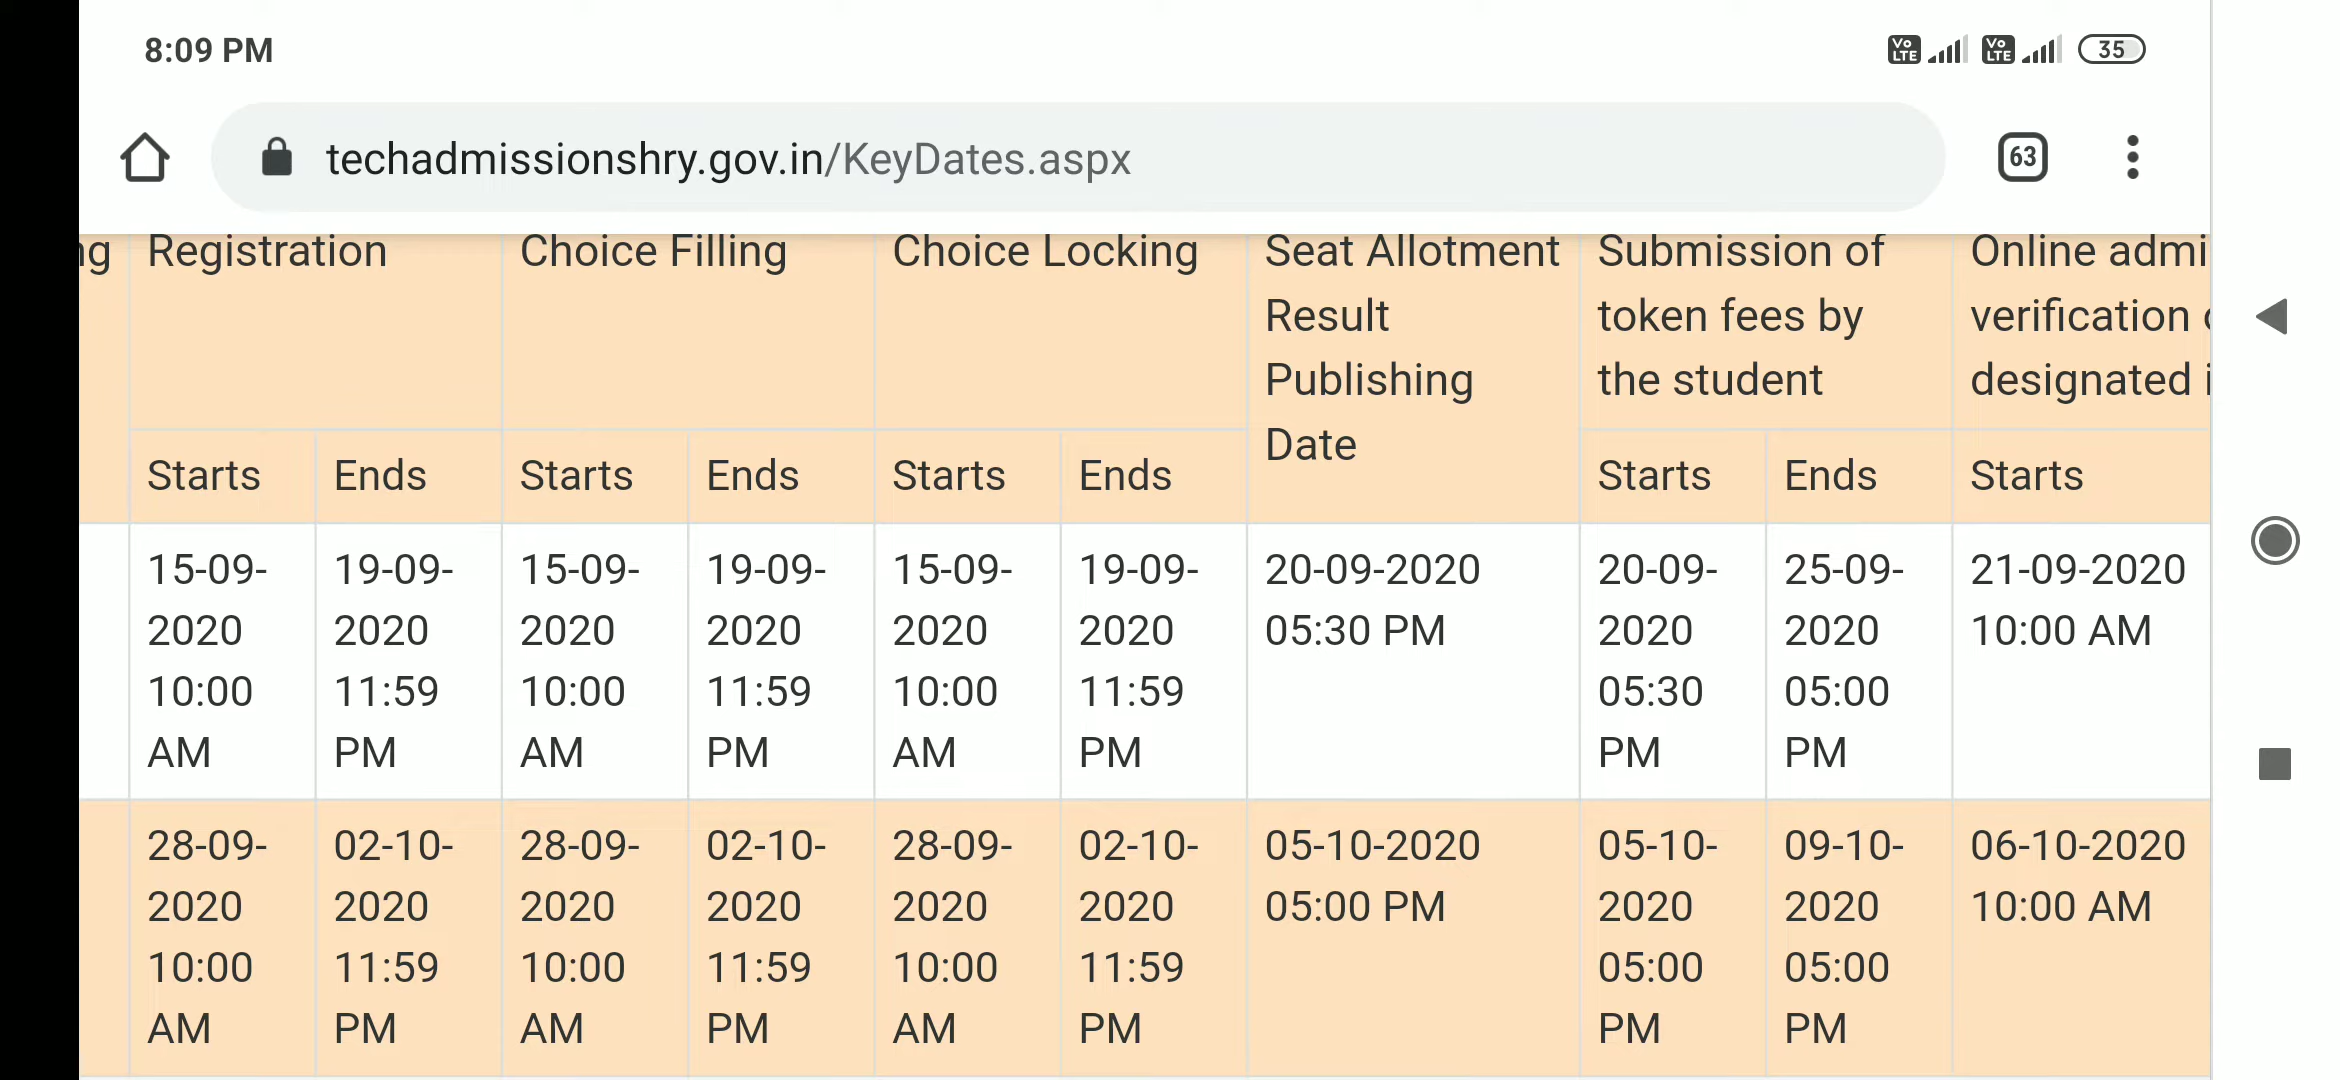 8:09 PM
Vo LTE Vo LTE 35
techadmissionshry.gov.in/KeyDates.aspx
63
ng Registration Choice Filling Choice Locking Seat Allotment Submission of Online admi
Result token fees by verification
Publishing the student designated i
Date
Starts Ends Starts Ends Starts Ends Starts Ends Starts
15-09- 19-09- 15-09- 19-09- 15-09- 19-09- 20-09-2020 20-09- 25-09- 21-09-2020
2020 2020 2020 2020 2020 2020 05:30 PM 2020 2020 10:00 AM
10:00 11:59 10:00 11:59 10:00 11:59 05:30 05:00
AM PM AM PM AM PM PM PM
28-09- 02-10- 28-09- 02-10- 28-09- 02-10- 05-10-2020 05-10- 09-10- 06-10-2020
2020 2020 2020 2020 2020 2020 05:00 PM 2020 2020 10:00 AM
10:00 11:59 10:00 11:59 10:00 11:59 05:00 05:00
AM PM AM PM AM PM PM PM